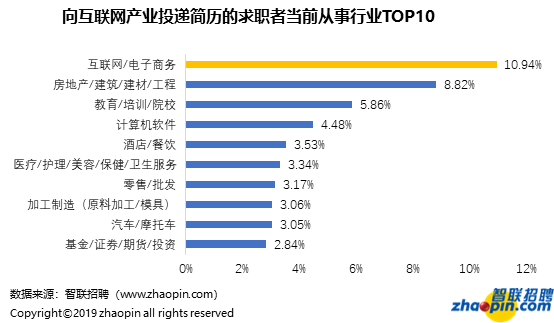 向互联网产业投递简历的求职者当前从事行业TOP10
互联网/电子商务 10.94%
房地产/建筑/建材/工程 8.82%
教育/培训/院校 5.86%
计算机软件 4.48%
酒店/餐饮 3.53%
医疗/护理/美容/保健/卫生服务 3.34%
零售/批发 3.17%
加工制造（原料加工/模具） 3.06%
汽车/摩托车 3.05%
基金/证券/期货/投资 2.84%
0% 2% 4% 6% 8% 10% 12%
数据来源：智联招聘（www.zhaopin.com）
Copyright©2019 zhaopin all rights reserved
智联招聘
zhaopin.com